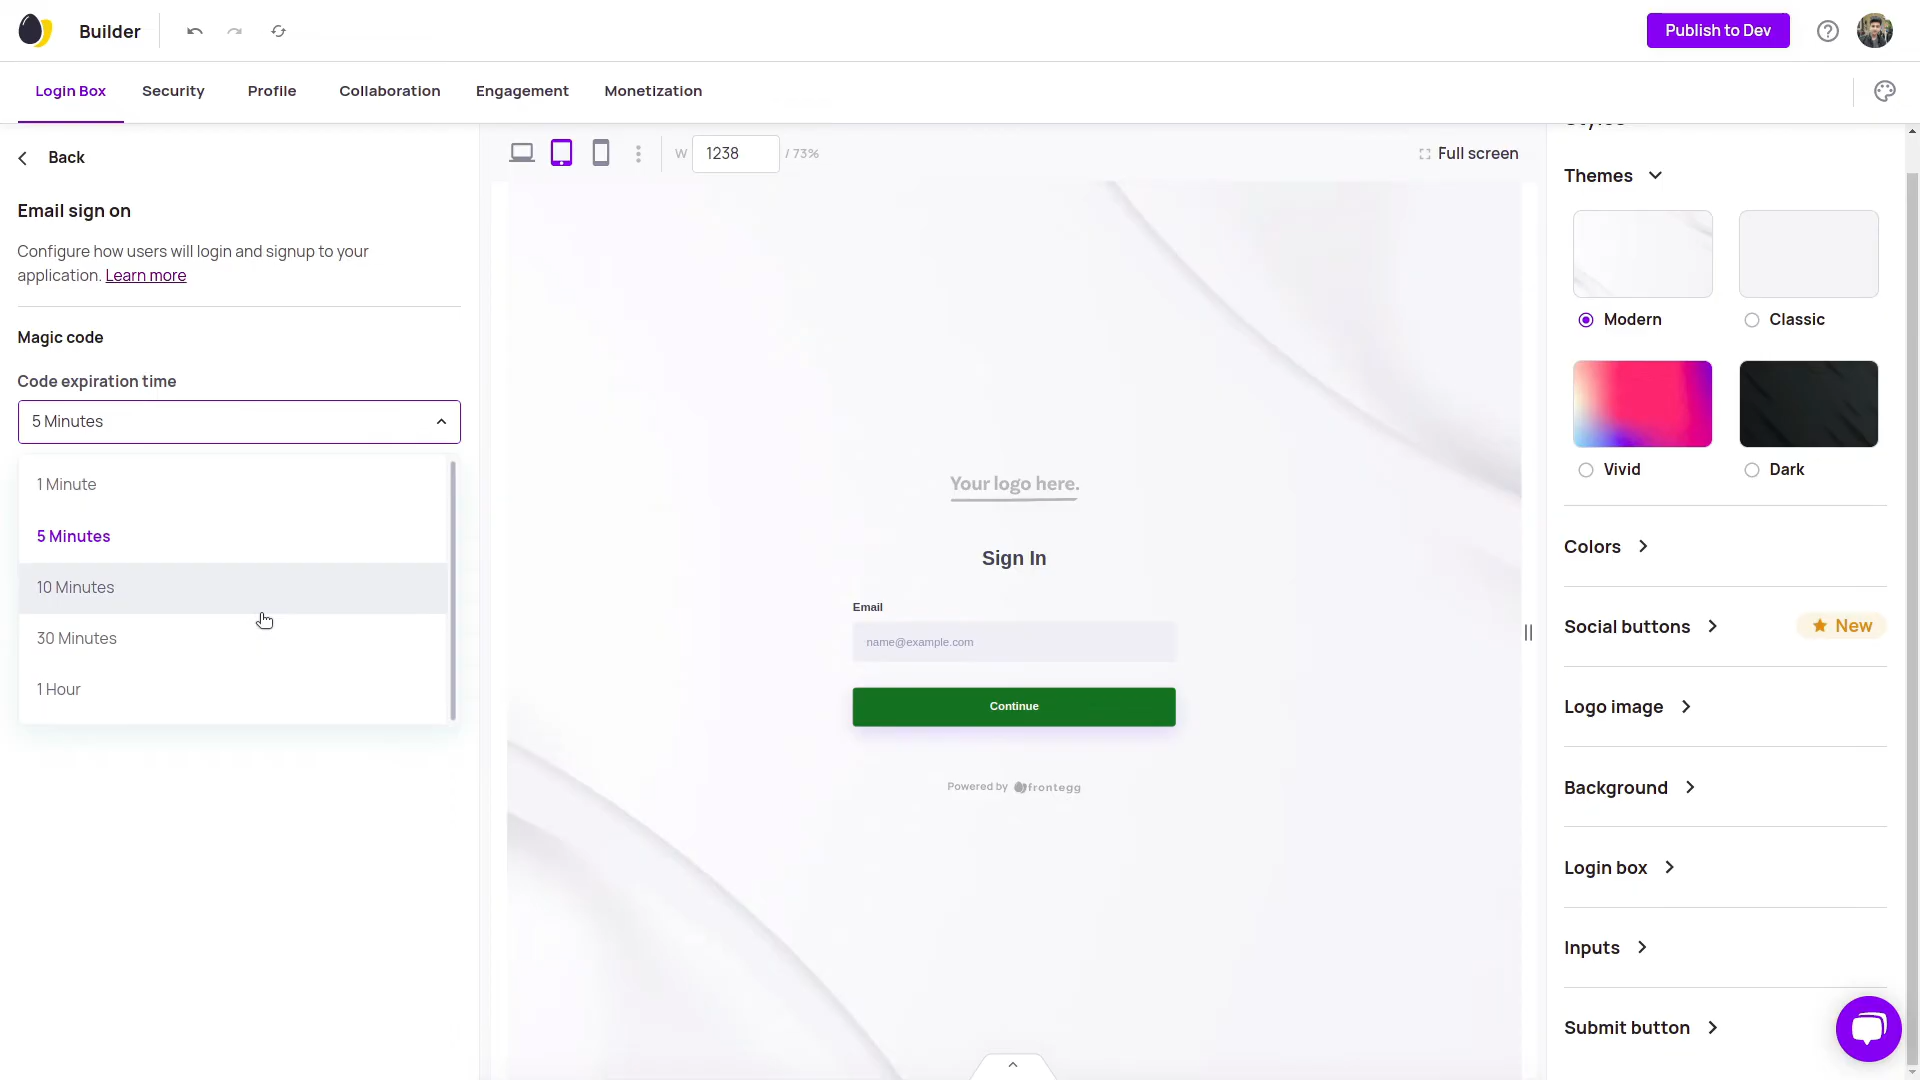 Builder
Publish to Dev
Login Box
Security
Profile
Collaboration
Engagement
Monetization
Back
Email sign on
Configure how users will login and signup to your
application. Learn more
Magic code
Code expiration time
5 Minutes
1 Minute
5 Minutes
10 Minutes
30 Minutes
1 Hour
W 1238 / 73%
Full screen
Your logo here.
Sign In
Email
name@example.com
Continue
Powered by frontegg
Themes
Modern
Classic
Vivid
Dark
Colors
Social buttons
New
Logo image
Background
Login box
Inputs
Submit button